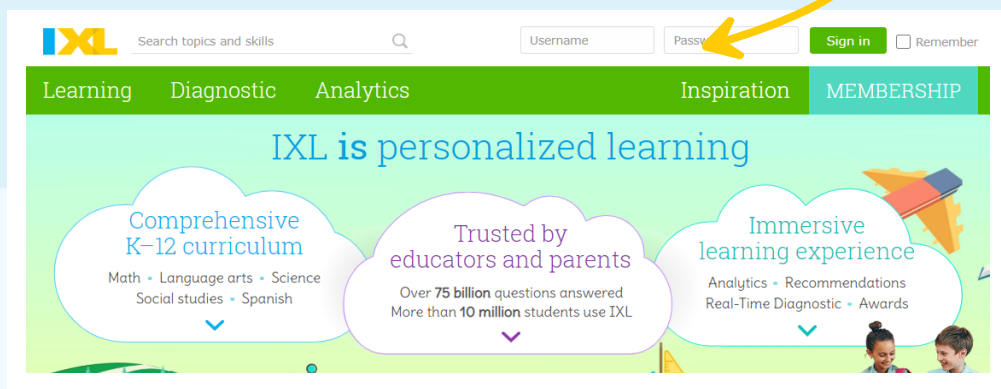 IXL Search topics and skills Username Sign in Remember
Learning Diagnostic Analytics Inspiration MEMBERSHIP
IXL is personalized learning
Comprehensive
K–12 curriculum
Math • Language arts • Science
Social studies • Spanish
Trusted by
educators and parents
Over 75 billion questions answered
More than 10 million students use IXL
Immersive
learning experience
Analytics • Recommendations
Real-Time Diagnostic • Awards